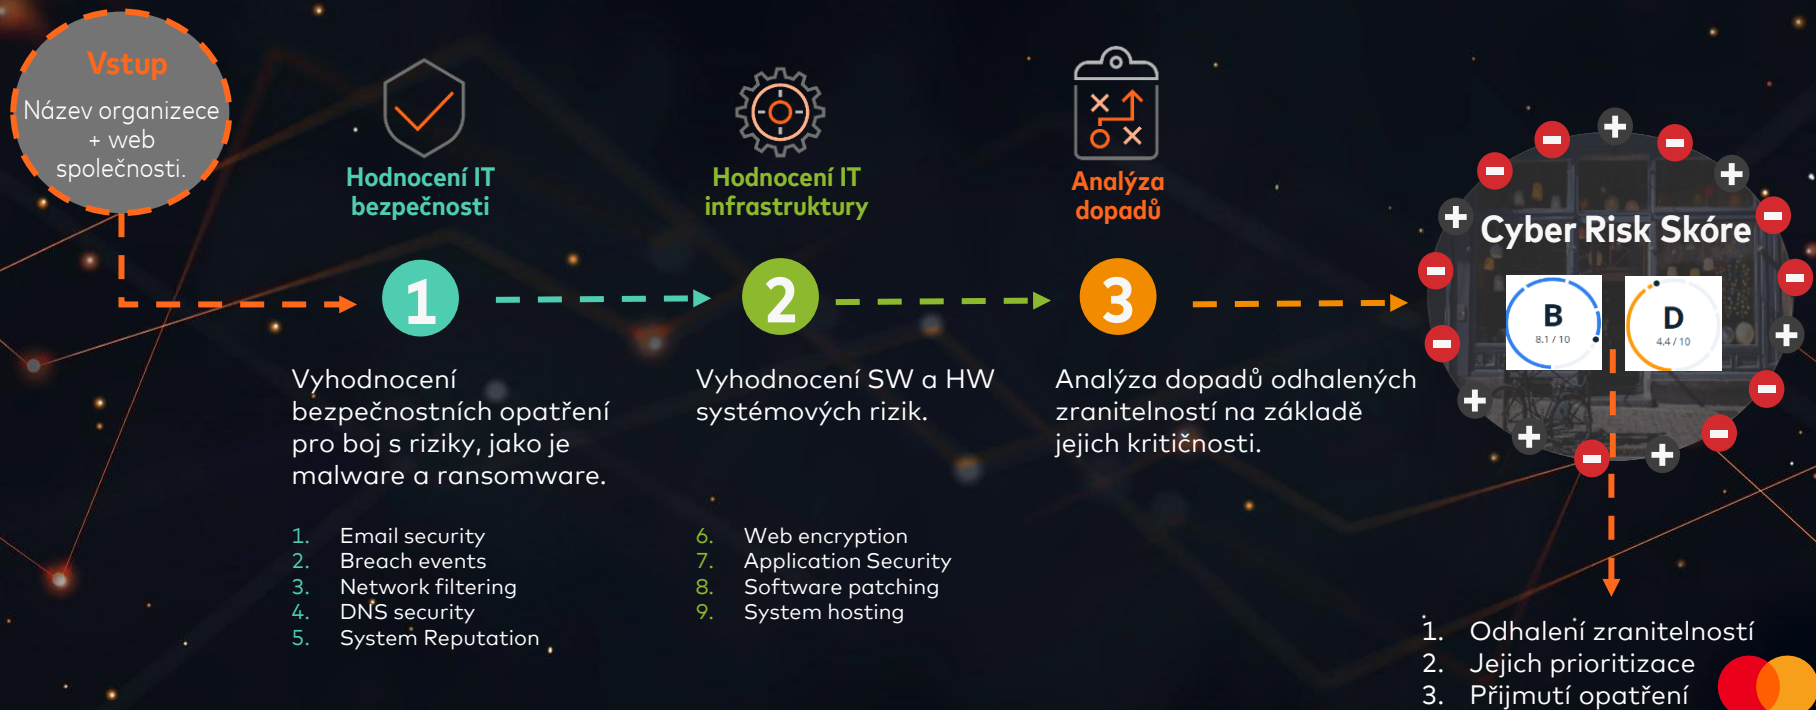 Vstup
Název organizece
+ web
společnosti.
Hodnocení IT
bezpečnosti
1
Vyhodnocení
bezpečnostních opatření
pro boj s riziky, jako je
malware a ransomware.
1. Email security
2. Breach events
3. Network filtering
4. DNS security
5. System Reputation
Hodnocení IT
infrastruktury
2
Vyhodnocení SW a HW
systémových rizik.
6. Web encryption
7. Application Security
8. Software patching
9. System hosting
Analýza
dopadů
3
Analýza dopadů odhalených
zranitelností na základě
jejich kritičnosti.
Cyber Risk Skóre
B
8.1 / 10
D
4.4 / 10
1. Odhalení zranitelností
2. Jejich prioritizace
3. Přijmutí opatření